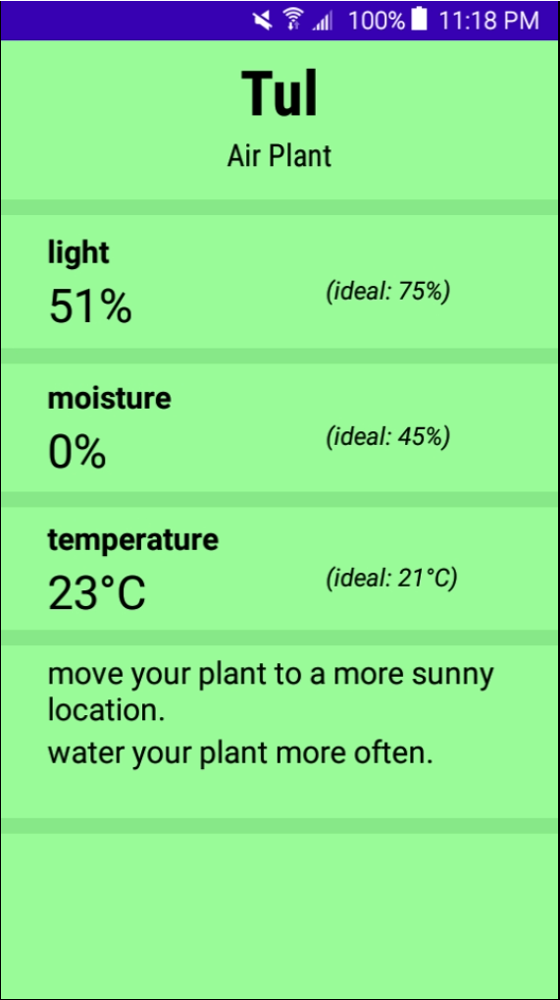 100% 11:18 PM
Tul
Air Plant
light
51% (ideal: 75%)
moisture
0% (ideal: 45%)
temperature
23°C (ideal: 21°C)
move your plant to a more sunny
location.
water your plant more often.